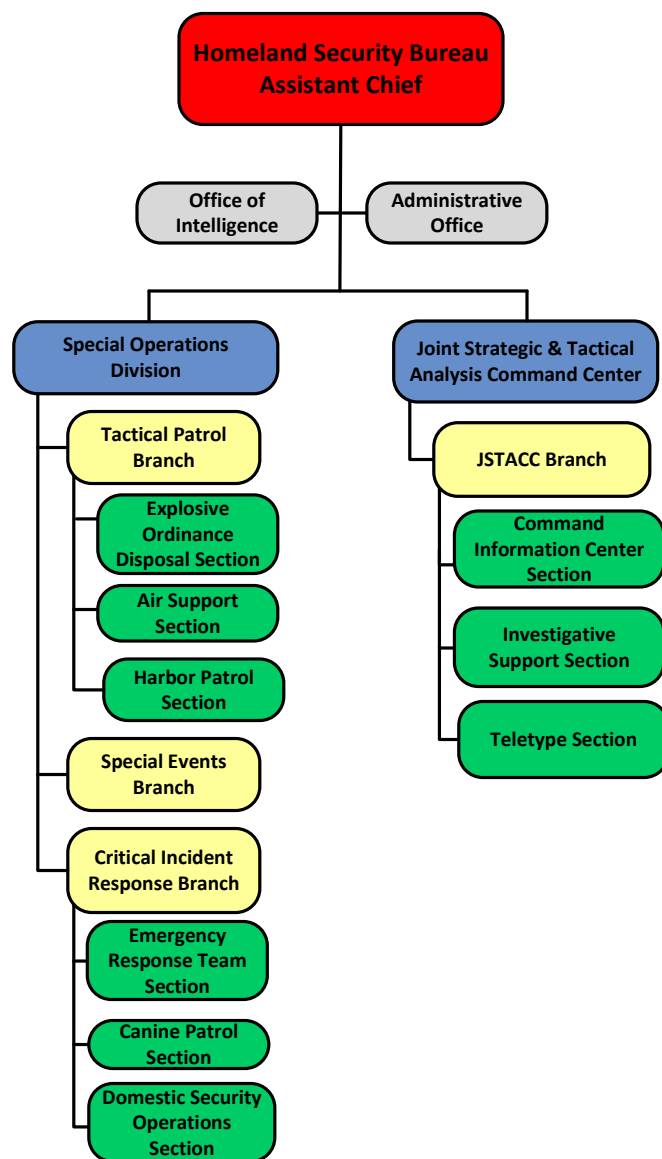 Homeland Security Bureau
Assistant Chief
Office of
Intelligence
Administrative
Office
Special Operations
Division
Tactical Patrol
Branch
Explosive
Ordinance
Disposal Section
Air Support
Section
Harbor Patrol
Section
Special Events
Branch
Critical Incident
Response Branch
Emergency
Response Team
Section
Canine Patrol
Section
Domestic Security
Operations
Section
Joint Strategic & Tactical
Analysis Command Center
JSTACC Branch
Command
Information Center
Section
Investigative
Support Section
Teletype Section